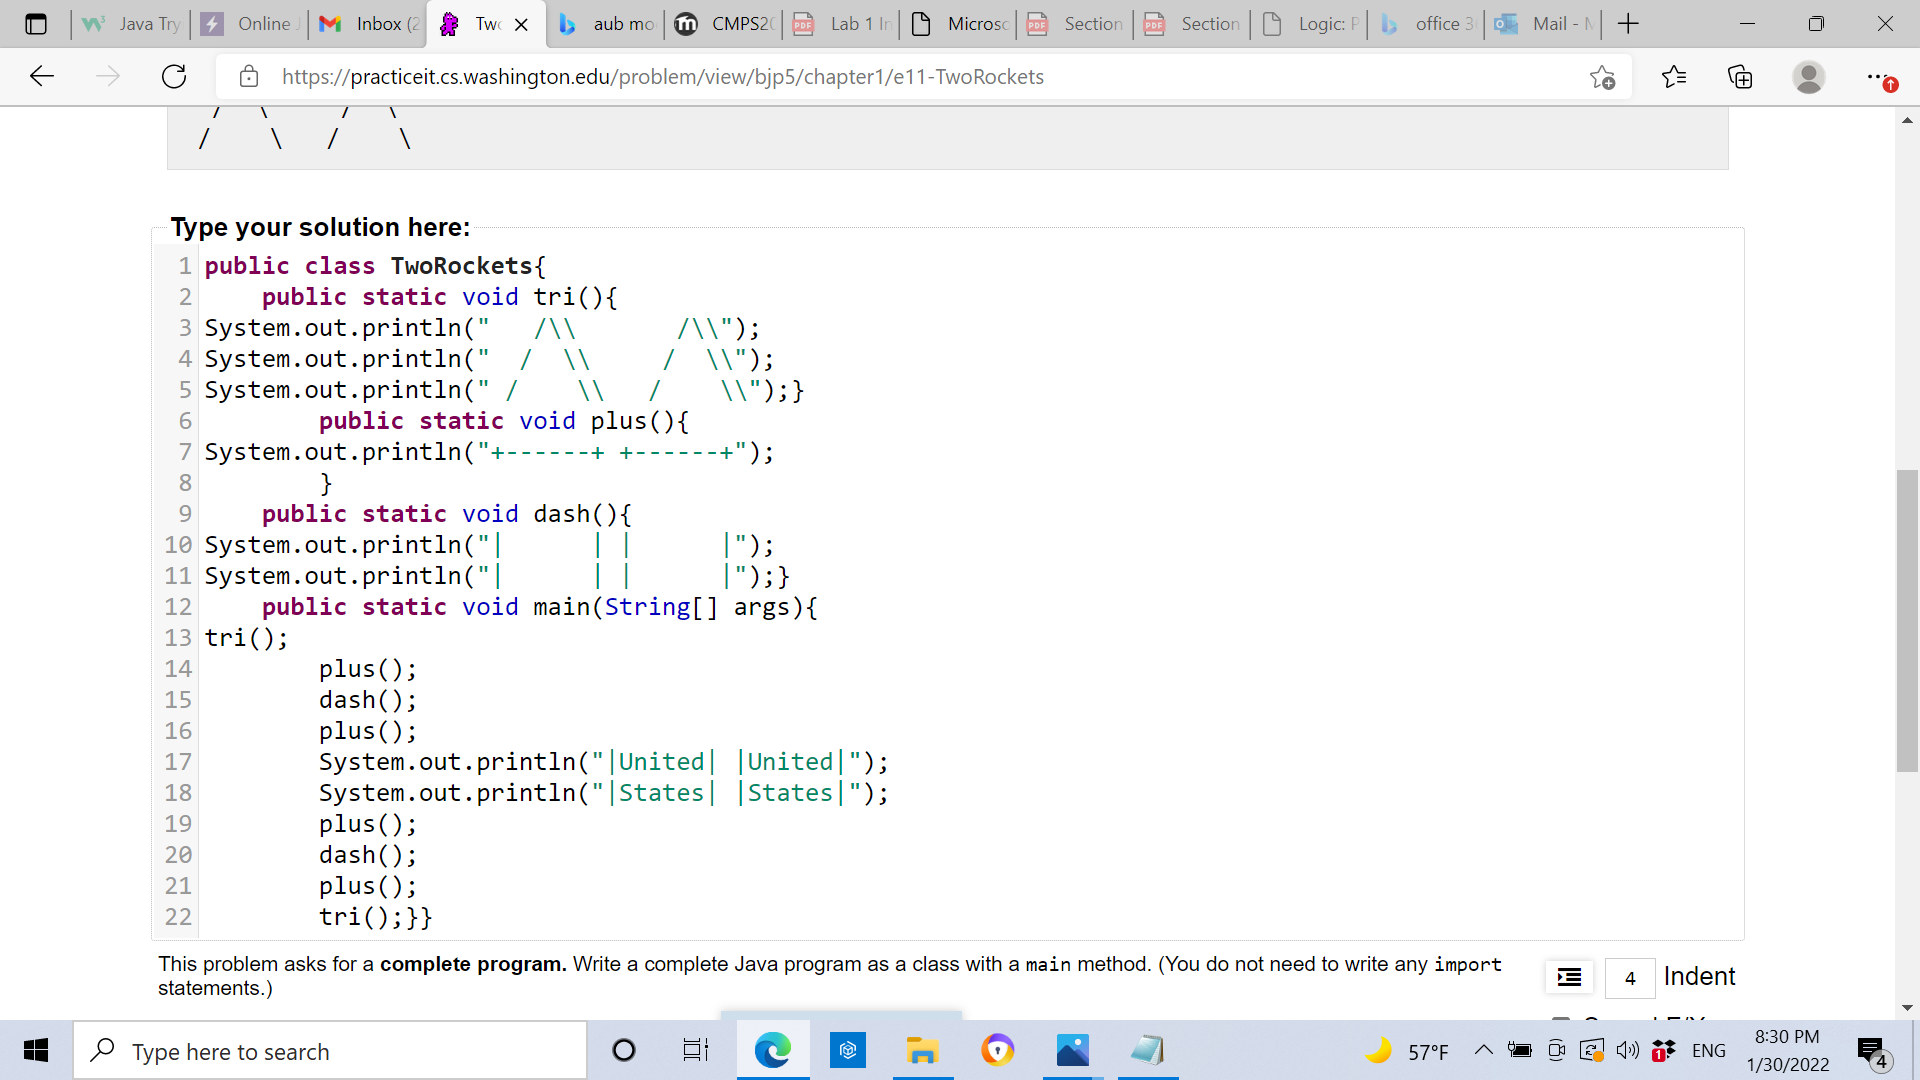 Java Try
Online J
Inbox (2
Two
aub mo
CMPS20
Lab 1 In
Microso
Section
Section
Logic: P
office 36
Mail - M
https://practiceit.cs.washington.edu/problem/view/bjp5/chapter1/e11-TwoRockets
/  \    /  \
/    \  /    \
Type your solution here:
1 public class TwoRockets{
2     public static void tri(){
3 System.out.println("   /\\       /\\");
4 System.out.println("  /  \\     /  \\");
5 System.out.println(" /    \\   /    \\");}
6         public static void plus(){
7 System.out.println("+------+ +------+");
8         }
9     public static void dash(){
10 System.out.println("|      | |      |");
11 System.out.println("|      | |      |");}
12     public static void main(String[] args){
13 tri();
14         plus();
15         dash();
16         plus();
17         System.out.println("|United| |United|");
18         System.out.println("|States| |States|");
19         plus();
20         dash();
21         plus();
22         tri();}}
This problem asks for a complete program. Write a complete Java program as a class with a main method. (You do not need to write any import
statements.)
4 Indent
Type here to search
57°F
1
ENG
8:30 PM
1/30/2022
4